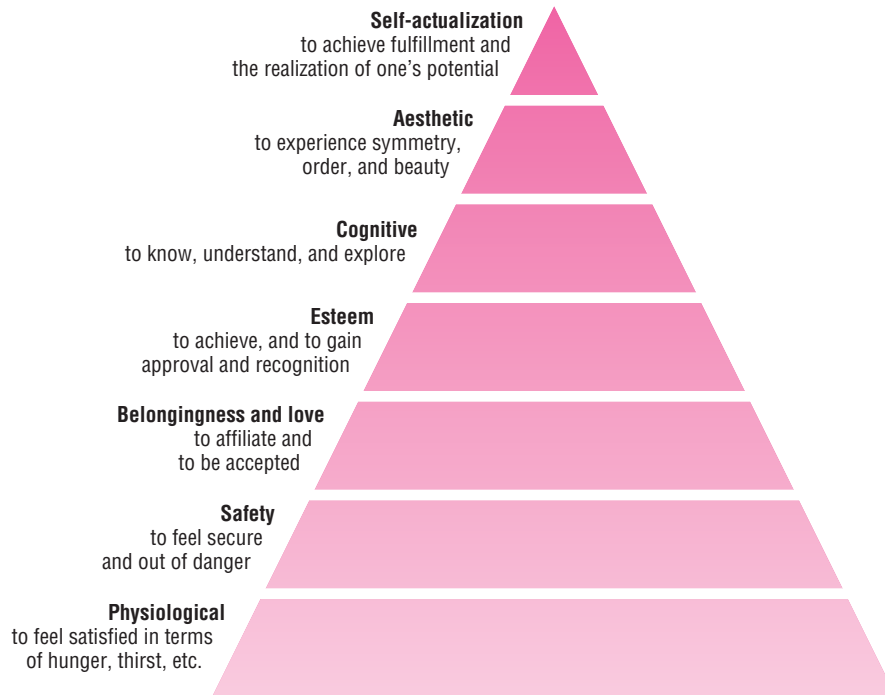 Self-actualization
to achieve fulfillment and
the realization of one's potential
Aesthetic
to experience symmetry,
order, and beauty
Cognitive
to know, understand, and explore
Esteem
to achieve, and to gain
approval and recognition
Belongingness and love
to affiliate and
to be accepted
Safety
to feel secure
and out of danger
Physiological
to feel satisfied in terms
of hunger, thirst, etc.